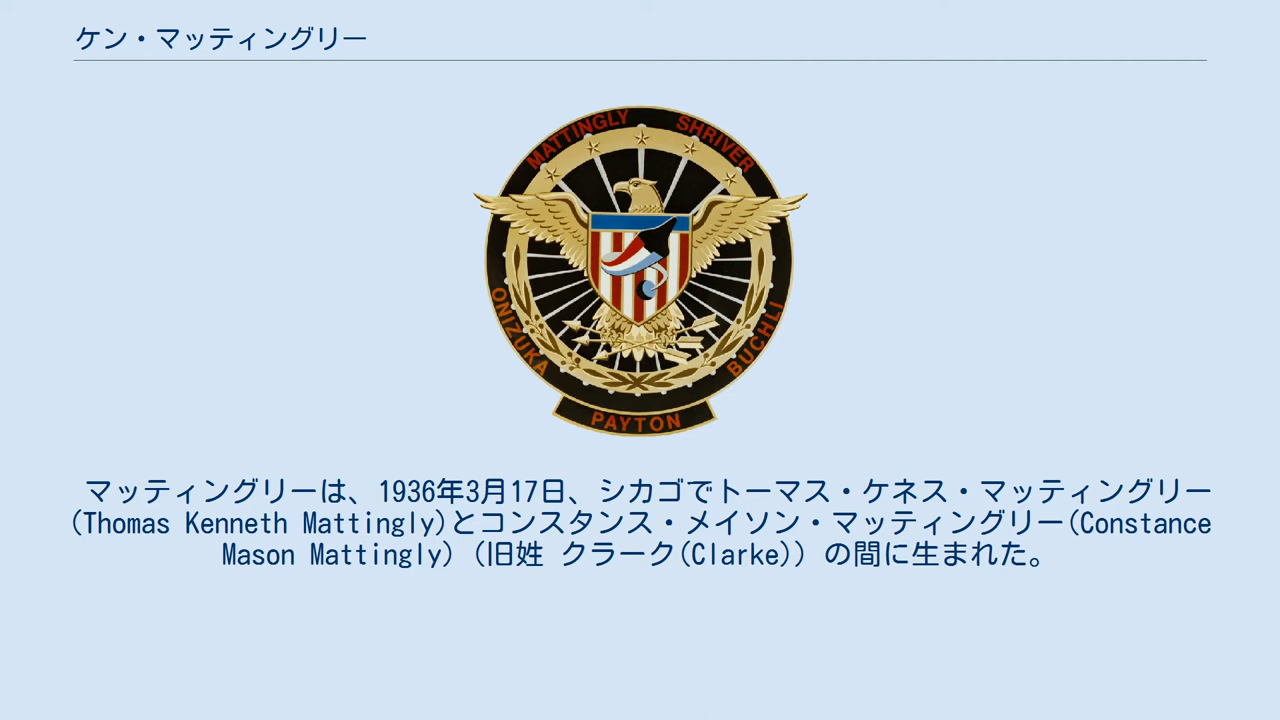 ケン・マッティングリー
MATTINGLY
SHRIVER
ONIZUKA
BUCHLI
PAYTON
マッティングリーは、1936年3月17日、シカゴでトーマス・ケネス・マッティングリー
(Thomas Kenneth Mattingly)とコンスタンス・メイソン・マッティングリー(Constance
Mason Mattingly) (旧姓 クラーク(Clarke)) の間に生まれた。